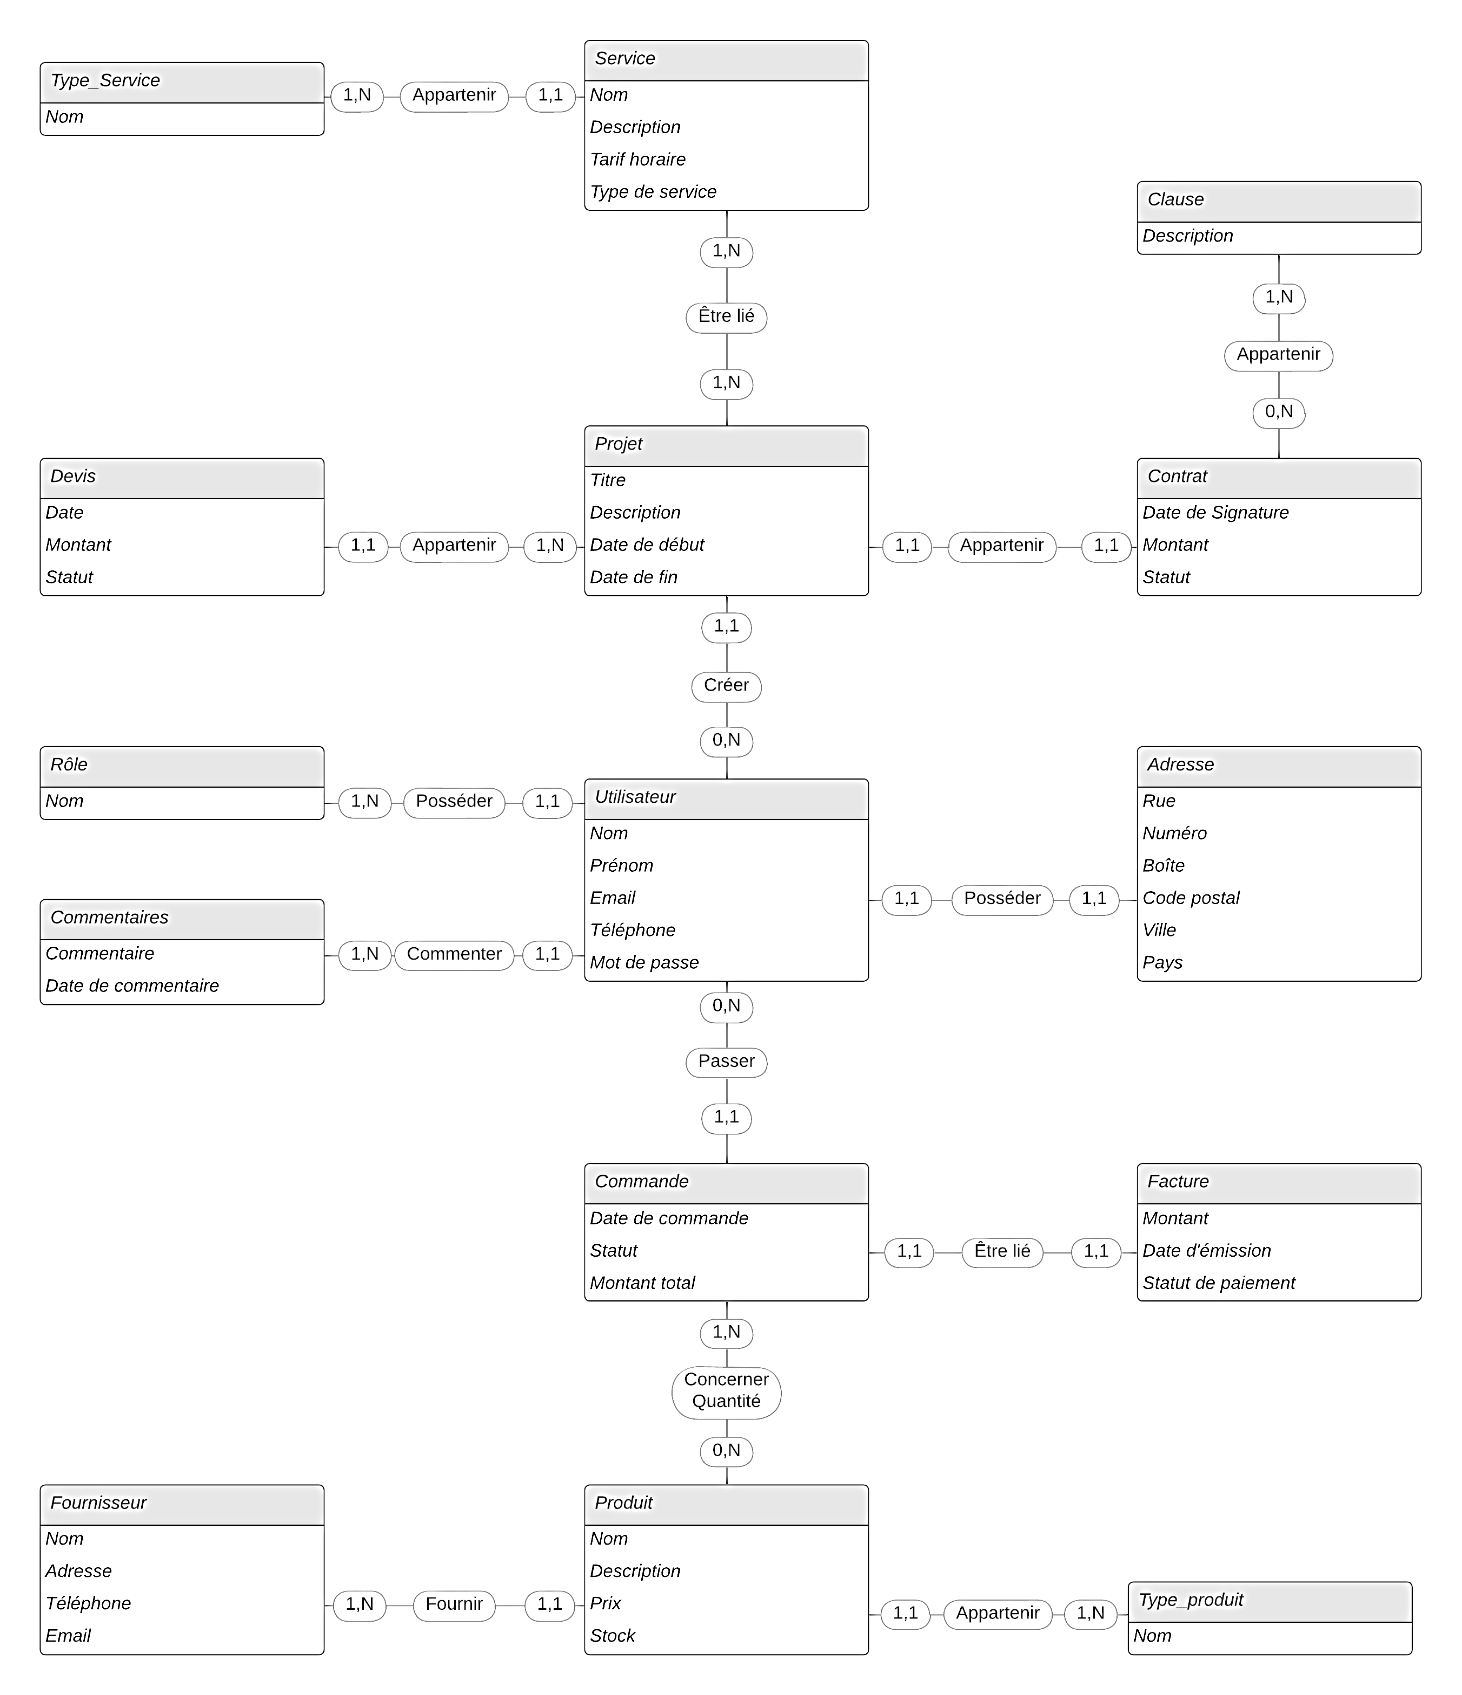 Service
Type_Service
1,N
Appartenir
1,1
Nom
Nom
Description
Tarif horaire
Type de service
1,N
Être lié
1,N
Clause
Description
1,N
Appartenir
0,N
Projet
Titre
Description
Date de début
Date de fin
Devis
Date
Montant
Statut
1,1
Appartenir
1,N
1,1
Appartenir
1,1
Contrat
Date de Signature
Montant
Statut
1,1
Créer
0,N
Rôle
Nom
1,N
Posséder
1,1
Utilisateur
Nom
Prénom
Email
Téléphone
Mot de passe
1,1
Posséder
1,1
Adresse
Rue
Numéro
Boîte
Code postal
Ville
Pays
Commentaires
Commentaire
Date de commentaire
1,N
Commenter
1,1
0,N
Passer
1,1
Commande
Date de commande
Statut
Montant total
1,1
Être lié
1,1
Facture
Montant
Date d'émission
Statut de paiement
1,N
Concerner
Quantité
0,N
Fournisseur
Nom
Adresse
Téléphone
Email
1,N
Fournir
1,1
Produit
Nom
Description
Prix
Stock
1,1
Appartenir
1,N
Type_produit
Nom